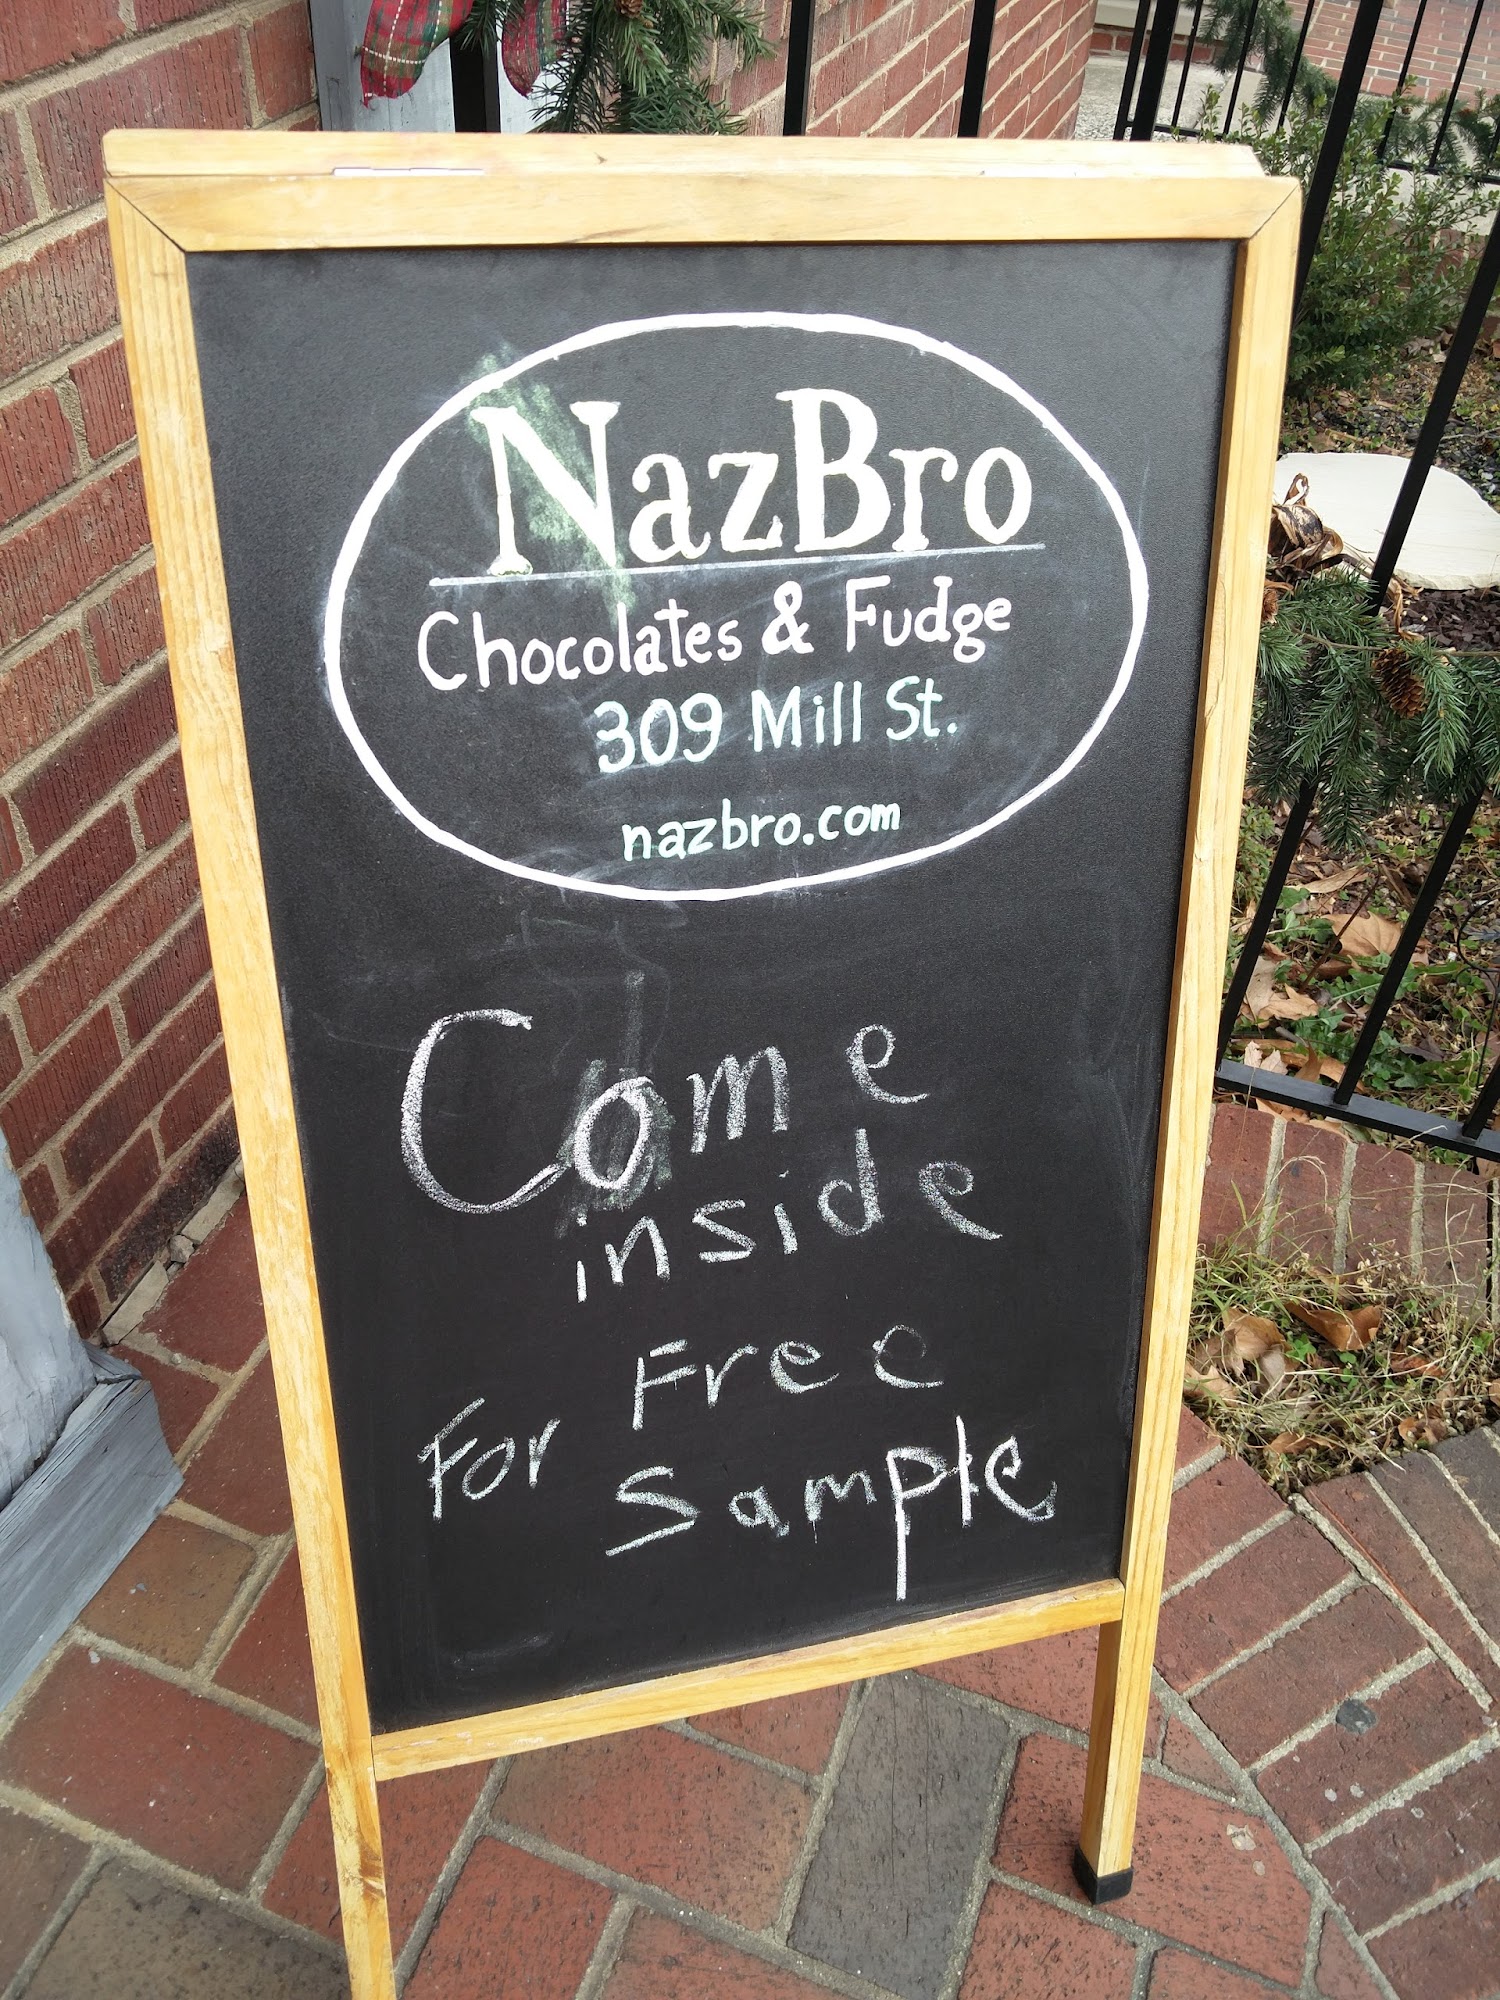 NazBro
Chocolates & Fudge
309 Mill St.
nazbro.com
Come
inside
For Free
Sample